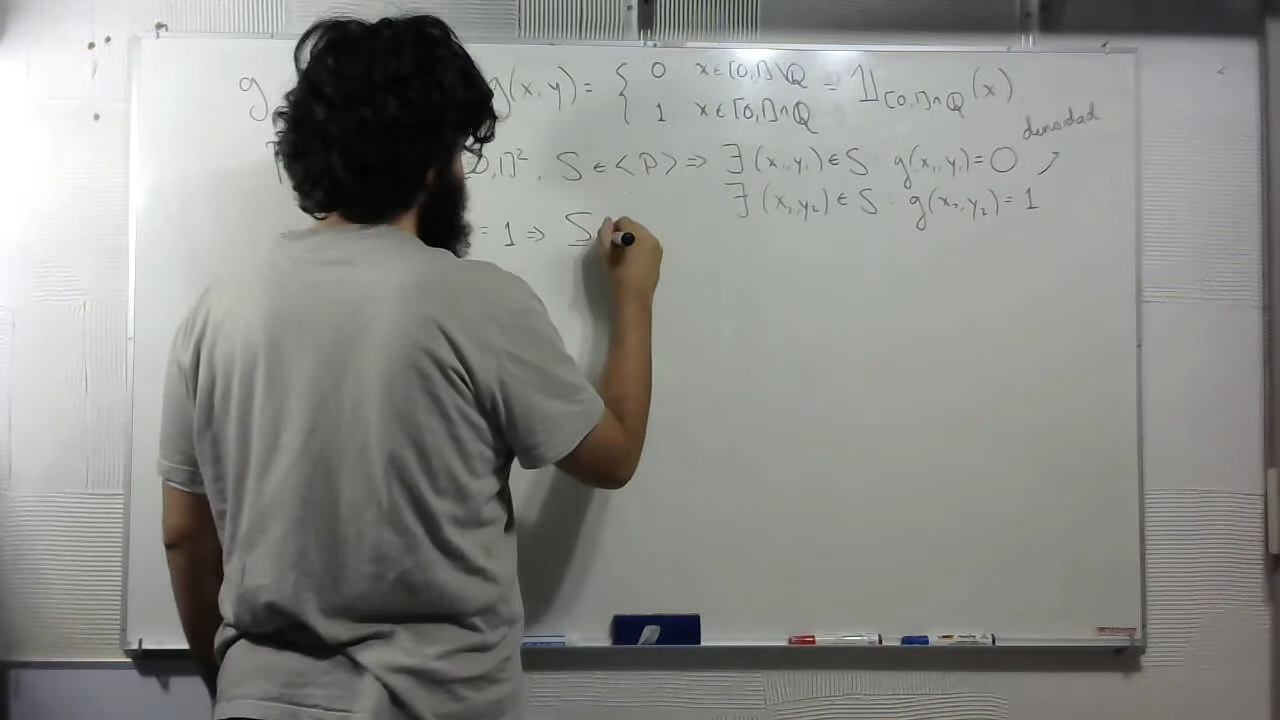 g g(x,y) = { 0 x∈[0,1]\ℚ = 𝟙_{[0,1]∩ℚ}(x)
1 x∈[0,1]∩ℚ
densidad
0,1]², S ∈ <P> ⇒ ∃ (x₁,y₁) ∈ S : g(x₁,y₁) = 0 ↗
∃ (x₂,y₂) ∈ S : g(x₂,y₂) = 1
= 1 ⇒ S